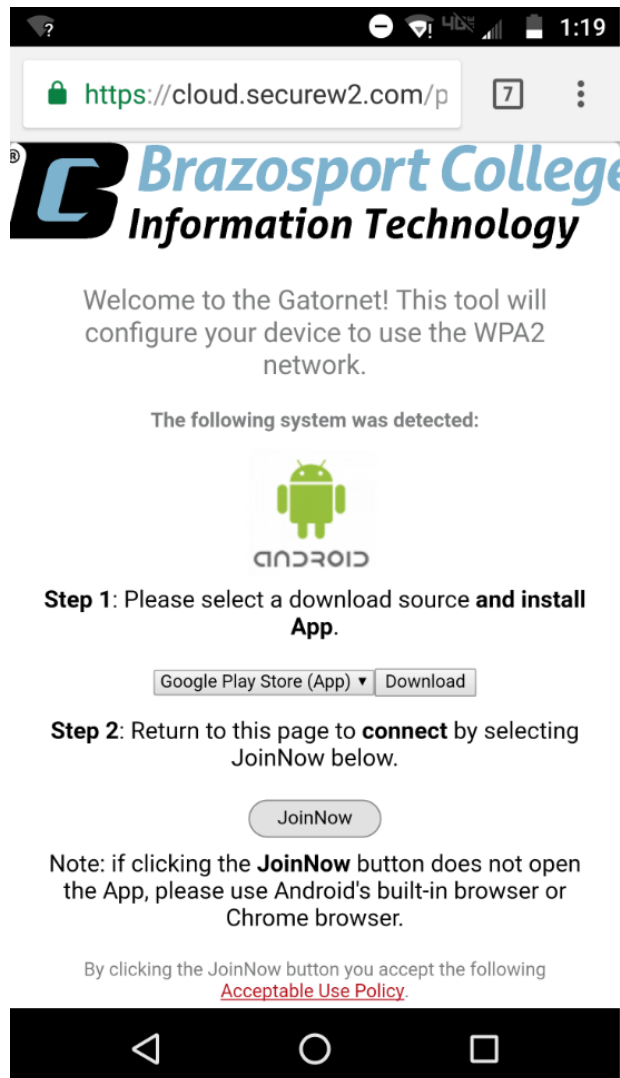 ?
! 4G 1:19
https://cloud.securew2.com/p 7
®
BC Brazosport College
Information Technology
Welcome to the Gatornet! This tool will
configure your device to use the WPA2
network.
The following system was detected:
ANDROID
Step 1: Please select a download source and install
App.
Google Play Store (App) ▼ Download
Step 2: Return to this page to connect by selecting
JoinNow below.
JoinNow
Note: if clicking the JoinNow button does not open
the App, please use Android's built-in browser or
Chrome browser.
By clicking the JoinNow button you accept the following
Acceptable Use Policy.